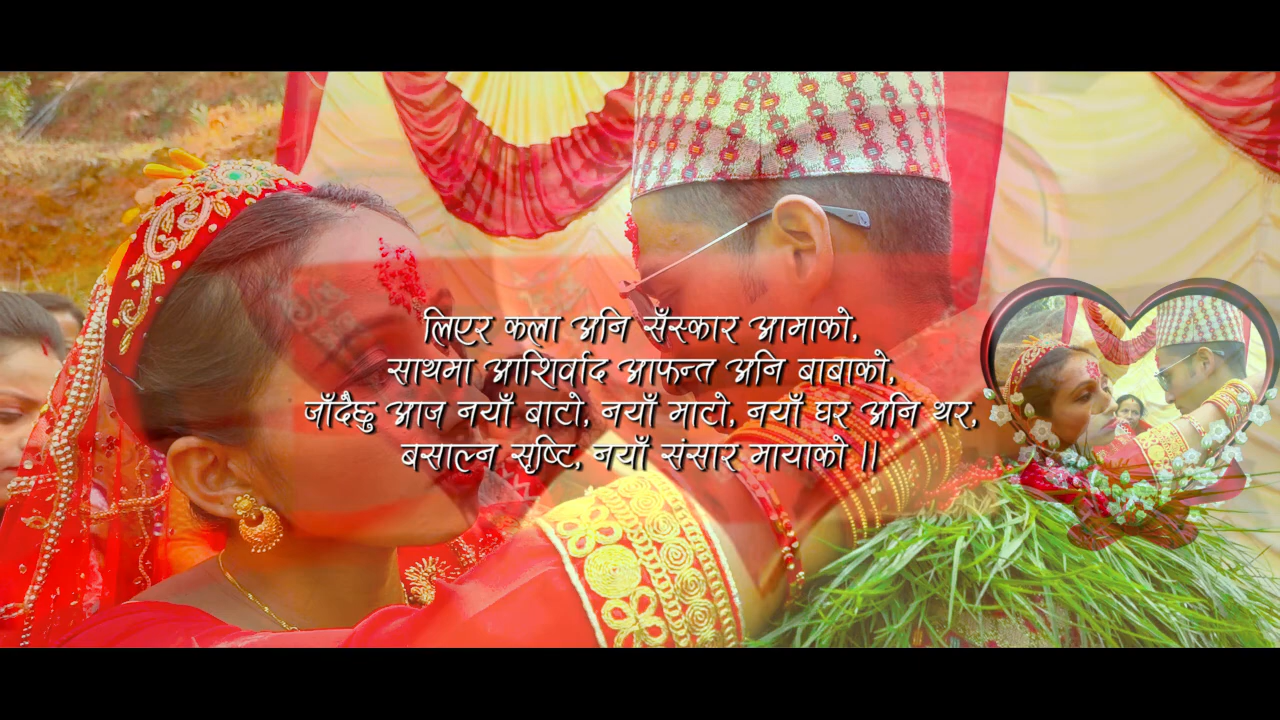 लिएर कला अनि सँस्कार आमाको,
साथमा आशिर्वाद आफन्त अनि बाबाको,
जाँदैछु आज नयाँ बाटो, नयाँ माटो, नयाँ घर अनि थर,
बसाल्न सृष्टि, नयाँ संसार मायाको ।।